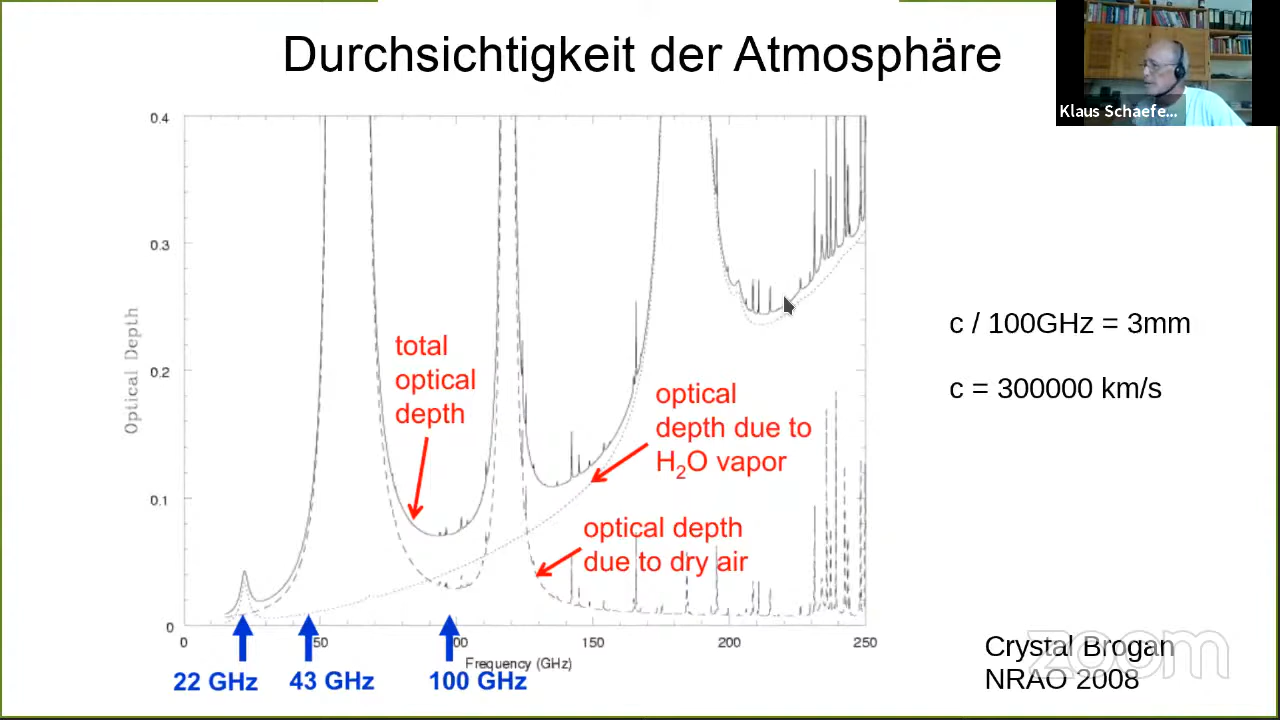 Durchsichtigkeit der Atmosphäre
Klaus Schaefe...
0.4
0.3
0.2
0.1
0
Optical Depth
total
optical
depth
optical
depth due to
H₂O vapor
optical depth
due to dry air
c / 100GHz = 3mm
c = 300000 km/s
0
50
100
150
200
250
Frequency (GHz)
22 GHz
43 GHz
100 GHz
Crystal Brogan
NRAO 2008
zoom